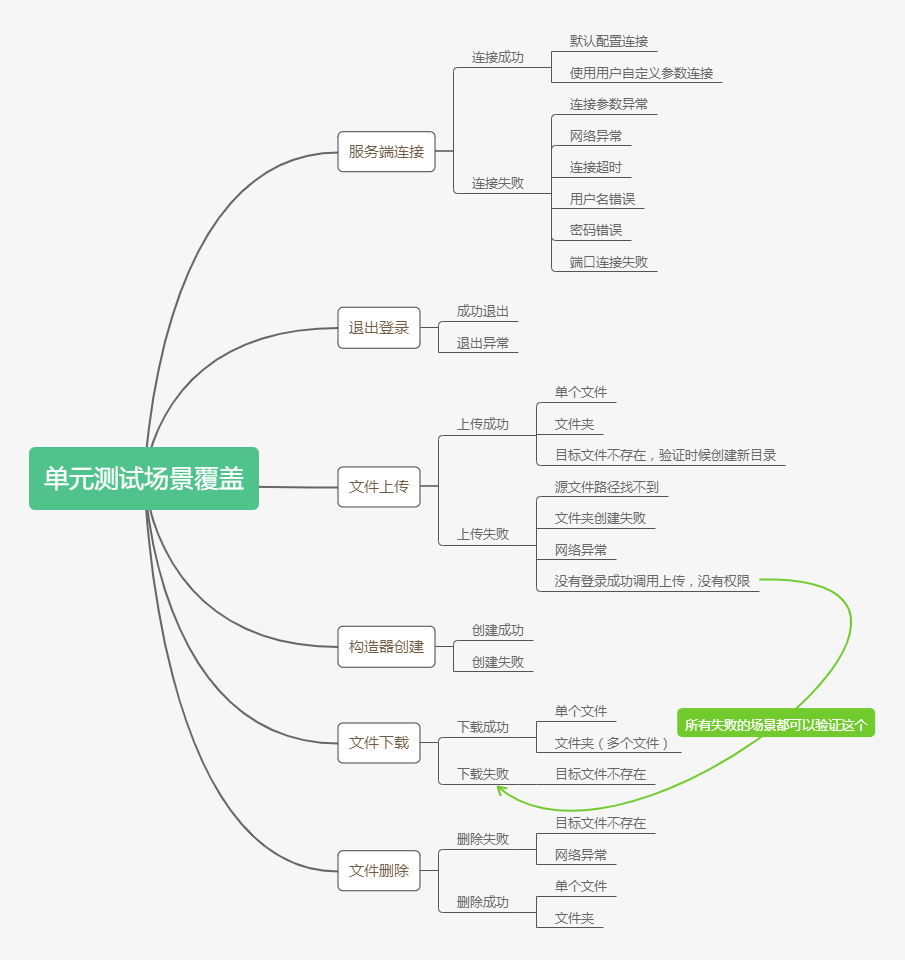 单元测试场景覆盖
服务端连接
连接成功
默认配置连接
使用用户自定义参数连接
连接失败
连接参数异常
网络异常
连接超时
用户名错误
密码错误
端口连接失败
退出登录
成功退出
退出异常
文件上传
上传成功
单个文件
文件夹
目标文件不存在，验证时候创建新目录
上传失败
源文件路径找不到
文件夹创建失败
网络异常
没有登录成功调用上传，没有权限
所有失败的场景都可以验证这个
构造器创建
创建成功
创建失败
文件下载
下载成功
单个文件
文件夹（多个文件）
下载失败
目标文件不存在
文件删除
删除失败
目标文件不存在
网络异常
删除成功
单个文件
文件夹